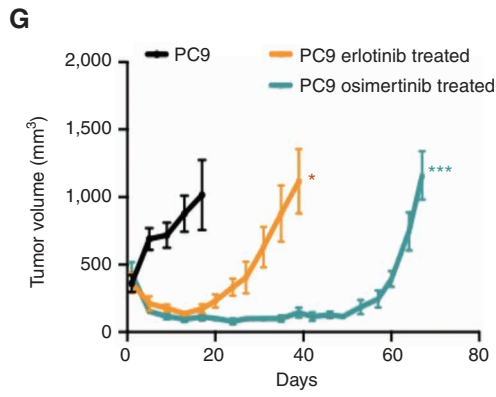 G
PC9
PC9 erlotinib treated
PC9 osimertinib treated
Tumor volume (mm³)
2,000
1,500
1,000
500
0
*
***
0 20 40 60 80
Days